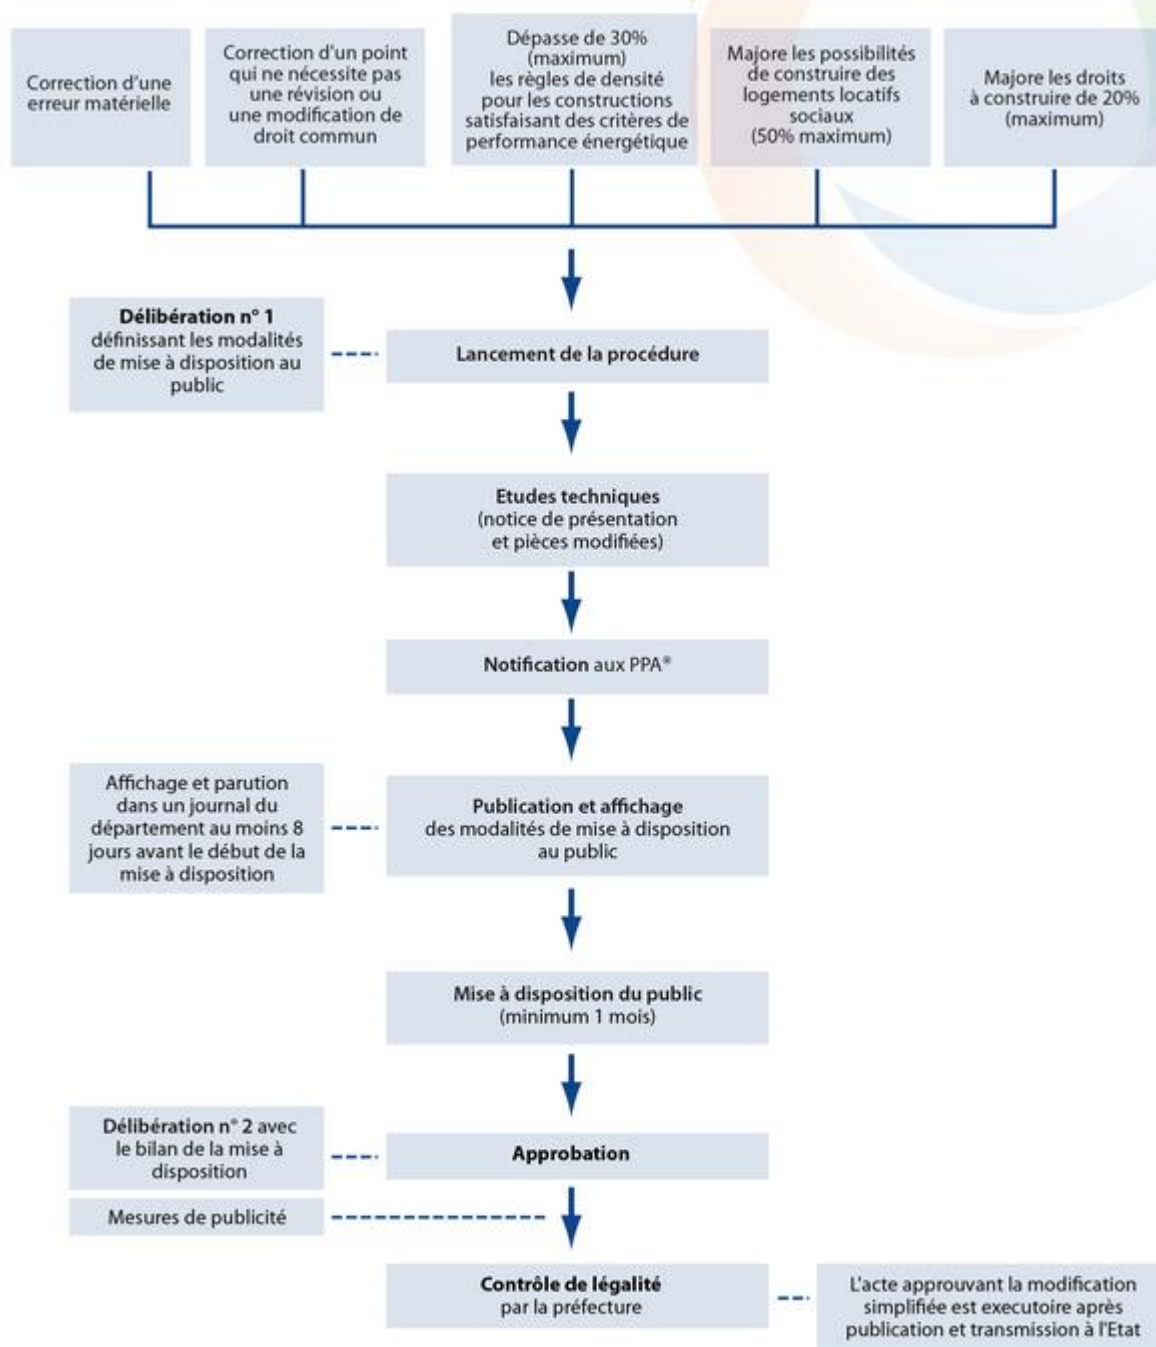 Correction d'une
erreur matérielle
Correction d'un point
qui ne nécessite pas
une révision ou
une modification de
droit commun
Dépasse de 30%
(maximum)
les règles de densité
pour les constructions
satisfaisant des critères de
performance énergétique
Majore les possibilités
de construire des
logements locatifs
sociaux
(50% maximum)
Majore les droits
à construire de 20%
(maximum)
Délibération n° 1
définissant les modalités
de mise à disposition au
public
Lancement de la procédure
Etudes techniques
(notice de présentation
et pièces modifiées)
Notification aux PPA®
Affichage et parution
dans un journal du
département au moins 8
jours avant le début de la
mise à disposition
Publication et affichage
des modalités de mise à disposition
au public
Mise à disposition du public
(minimum 1 mois)
Délibération n° 2 avec
le bilan de la mise à
disposition
Approbation
Mesures de publicité
Contrôle de légalité
par la préfecture
L'acte approuvant la modification
simplifiée est executoire après
publication et transmission à l'Etat